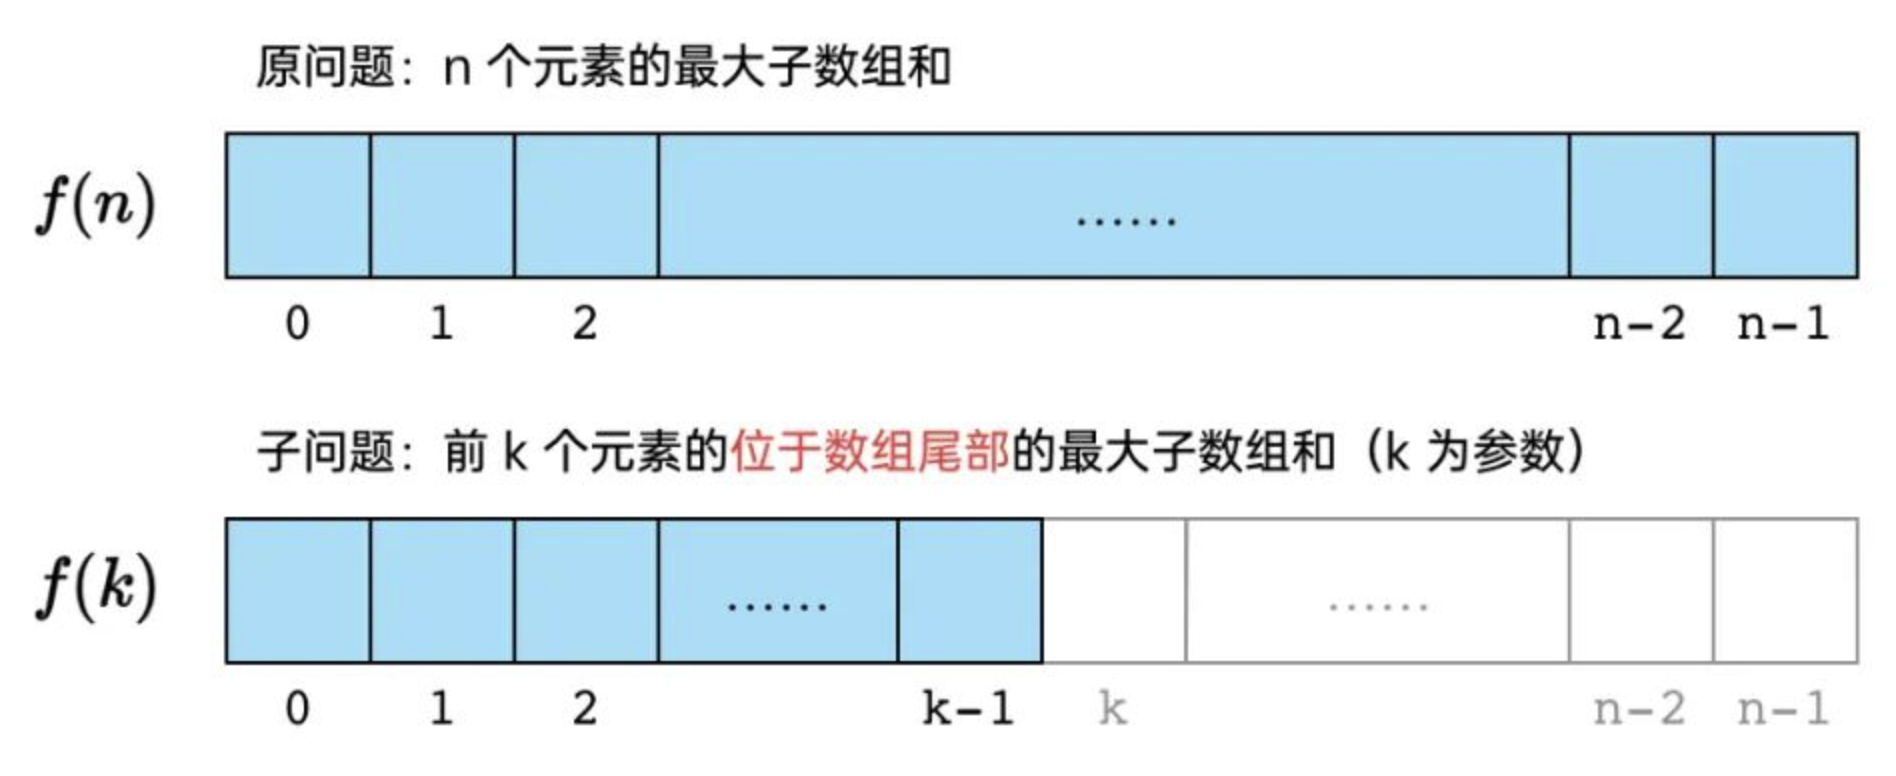 原问题：n 个元素的最大子数组和
f(n)
......
0 1 2 n-2 n-1
子问题：前 k 个元素的位于数组尾部的最大子数组和（k 为参数）
f(k)
...... ......
0 1 2 k-1 k n-2 n-1